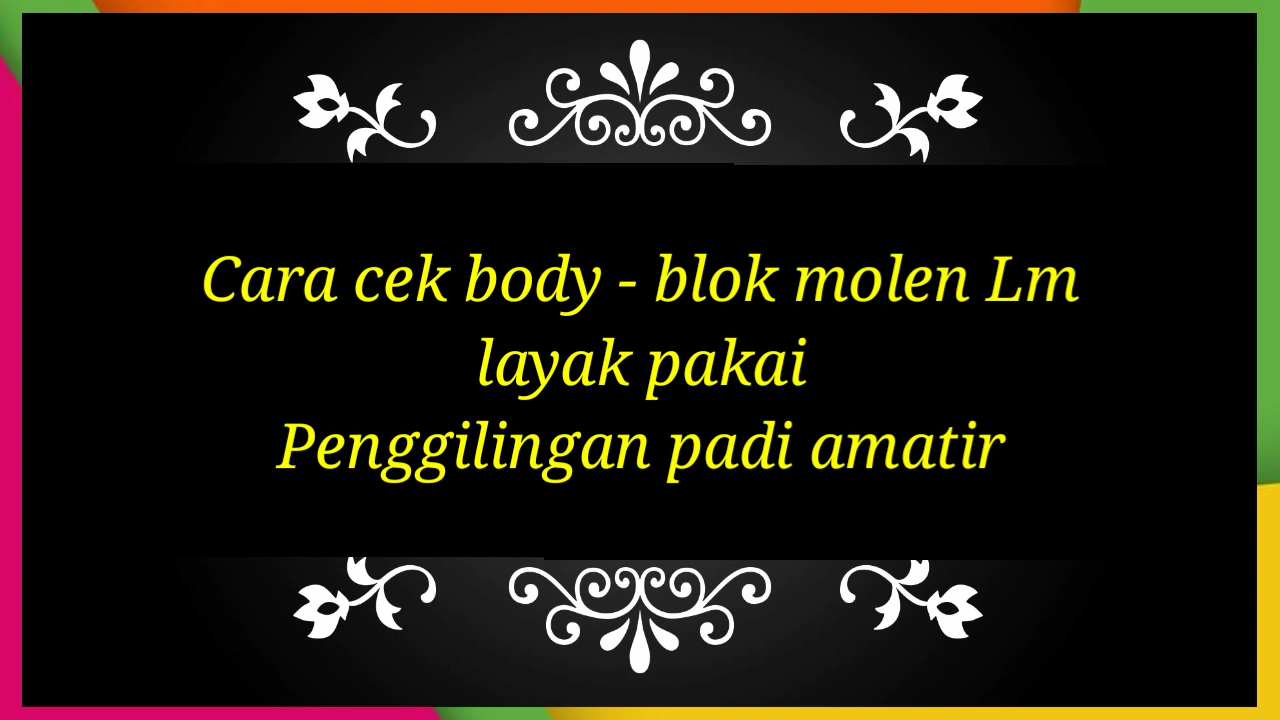 Cara cek body - blok molen Lm
layak pakai
Penggilingan padi amatir